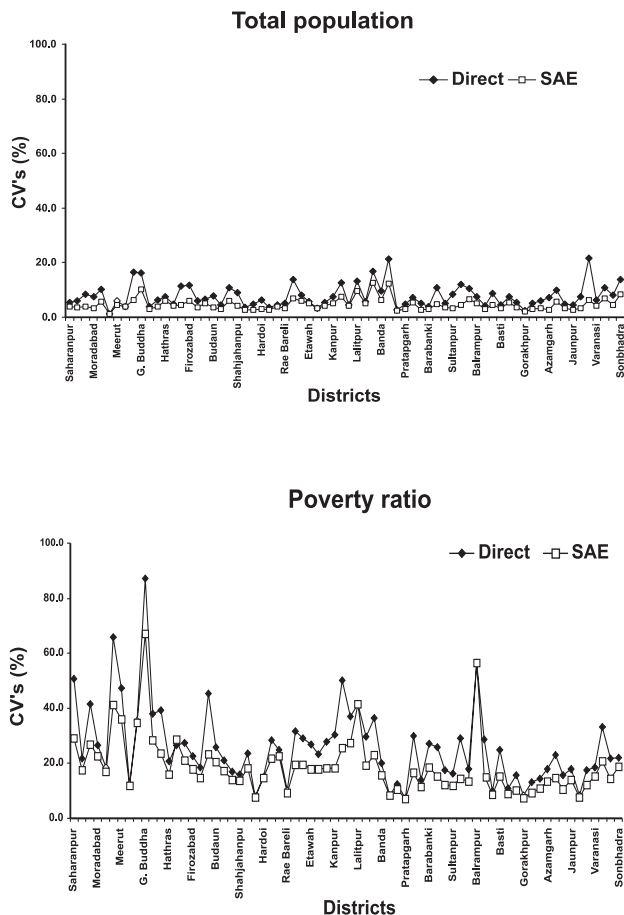 Total population
Direct SAE
CV's (%)
100.0
80.0
60.0
40.0
20.0
0.0
Saharanpur
Moradabad
Meerut
G. Buddha
Hathras
Firozabad
Budaun
Shahjahanpu
Hardoi
Rae Bareli
Etawah
Kanpur
Lalitpur
Banda
Pratapgarh
Barabanki
Sultanpur
Balrampur
Basti
Gorakhpur
Azamgarh
Jaunpur
Varanasi
Sonbhadra
Districts
Poverty ratio
Direct SAE
CV's (%)
100.0
80.0
60.0
40.0
20.0
0.0
Saharanpur
Moradabad
Meerut
G. Buddha
Hathras
Firozabad
Budaun
Shahjahanpu
Hardoi
Rae Bareli
Etawah
Kanpur
Lalitpur
Banda
Pratapgarh
Barabanki
Sultanpur
Balrampur
Basti
Gorakhpur
Azamgarh
Jaunpur
Varanasi
Sonbhadra
Districts